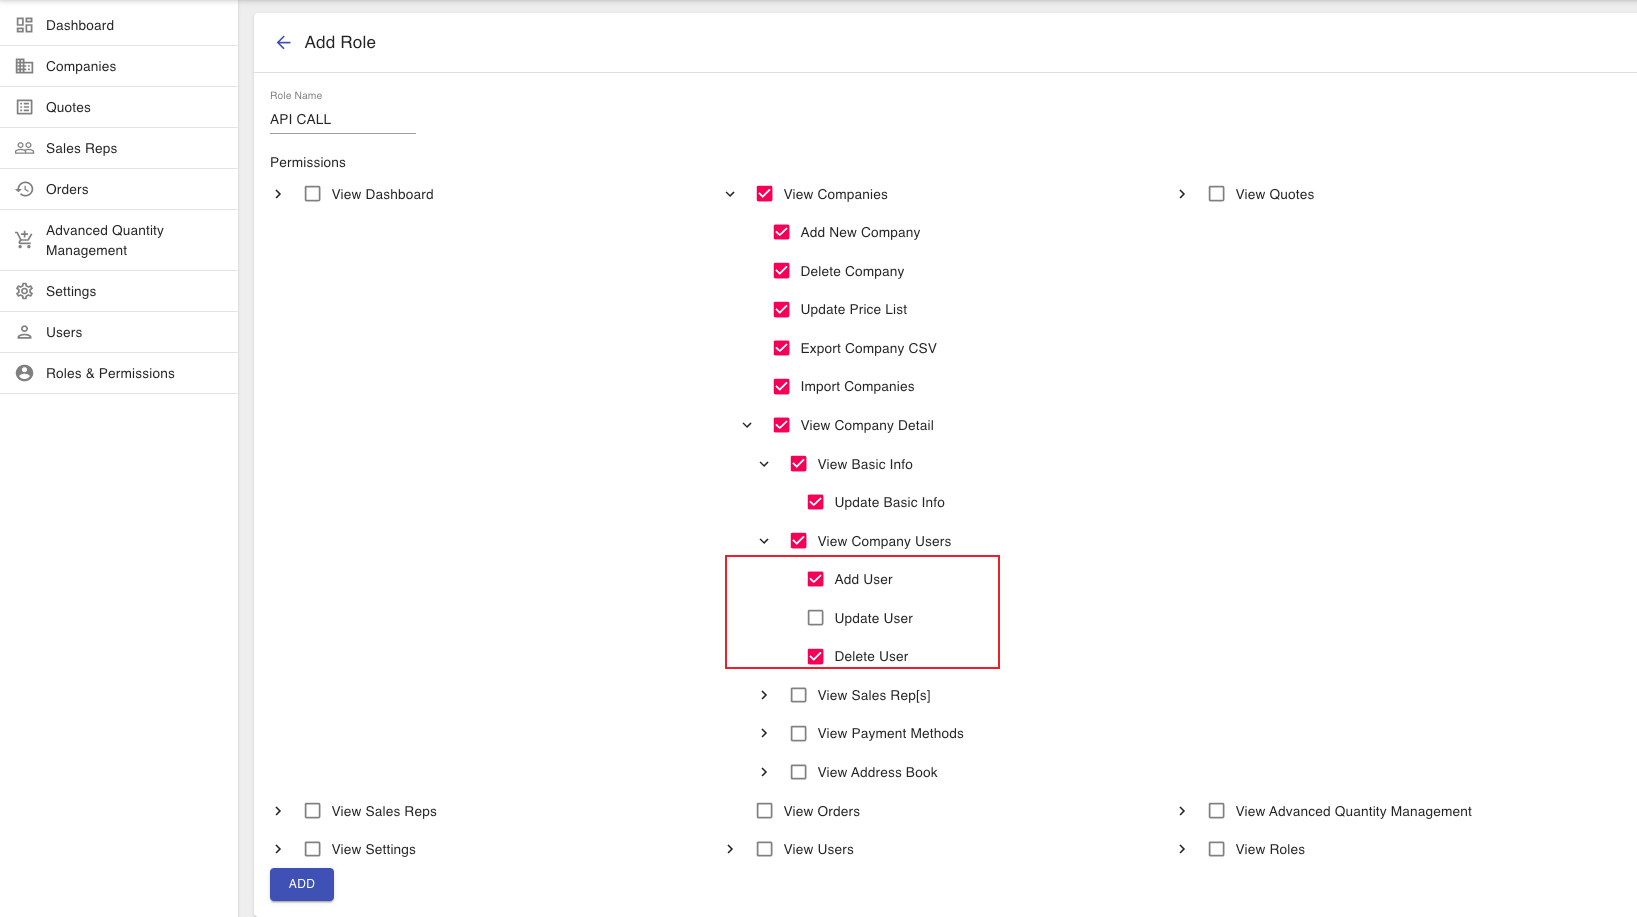 Dashboard
Companies
Quotes
Sales Reps
Orders
Advanced Quantity
Management
Settings
Users
Roles & Permissions
Add Role
Role Name
API CALL
Permissions
View Dashboard
View Companies
View Quotes
Add New Company
Delete Company
Update Price List
Export Company CSV
Import Companies
View Company Detail
View Basic Info
Update Basic Info
View Company Users
Add User
Update User
Delete User
View Sales Rep[s]
View Payment Methods
View Address Book
View Sales Reps
View Orders
View Advanced Quantity Management
View Settings
View Users
View Roles
ADD